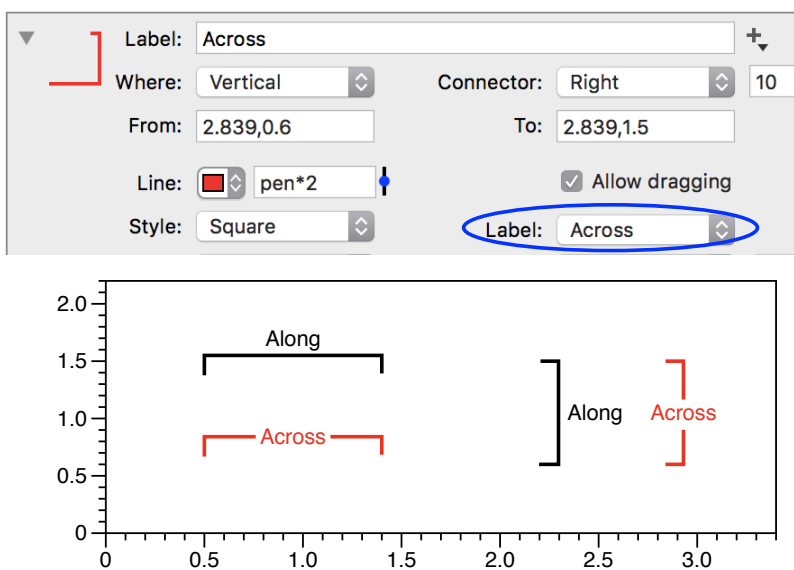 Label: Across
Where: Vertical Connector: Right 10
From: 2.839,0.6 To: 2.839,1.5
Line: pen*2 Allow dragging
Style: Square Label: Across
2.0
Along
1.5
1.0 Along Across
Across
0.5
0
0 0.5 1.0 1.5 2.0 2.5 3.0